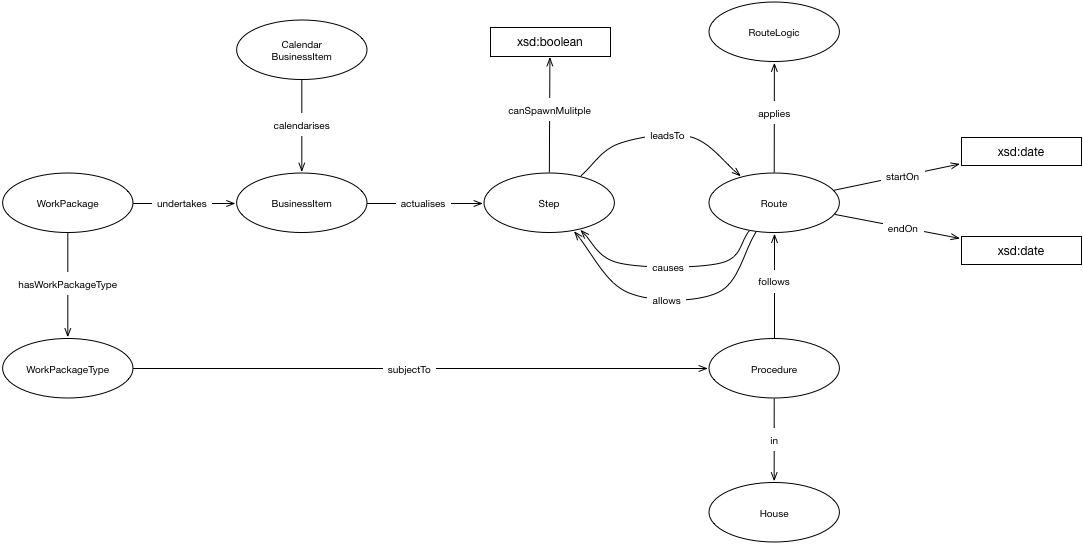 RouteLogic
Calendar
BusinessItem
xsd:boolean
canSpawnMulitple
applies
calendarises
leadsTo
xsd:date
startOn
WorkPackage
undertakes
BusinessItem
actualises
Step
Route
endOn
xsd:date
causes
hasWorkPackageType
allows
follows
WorkPackageType
subjectTo
Procedure
in
House